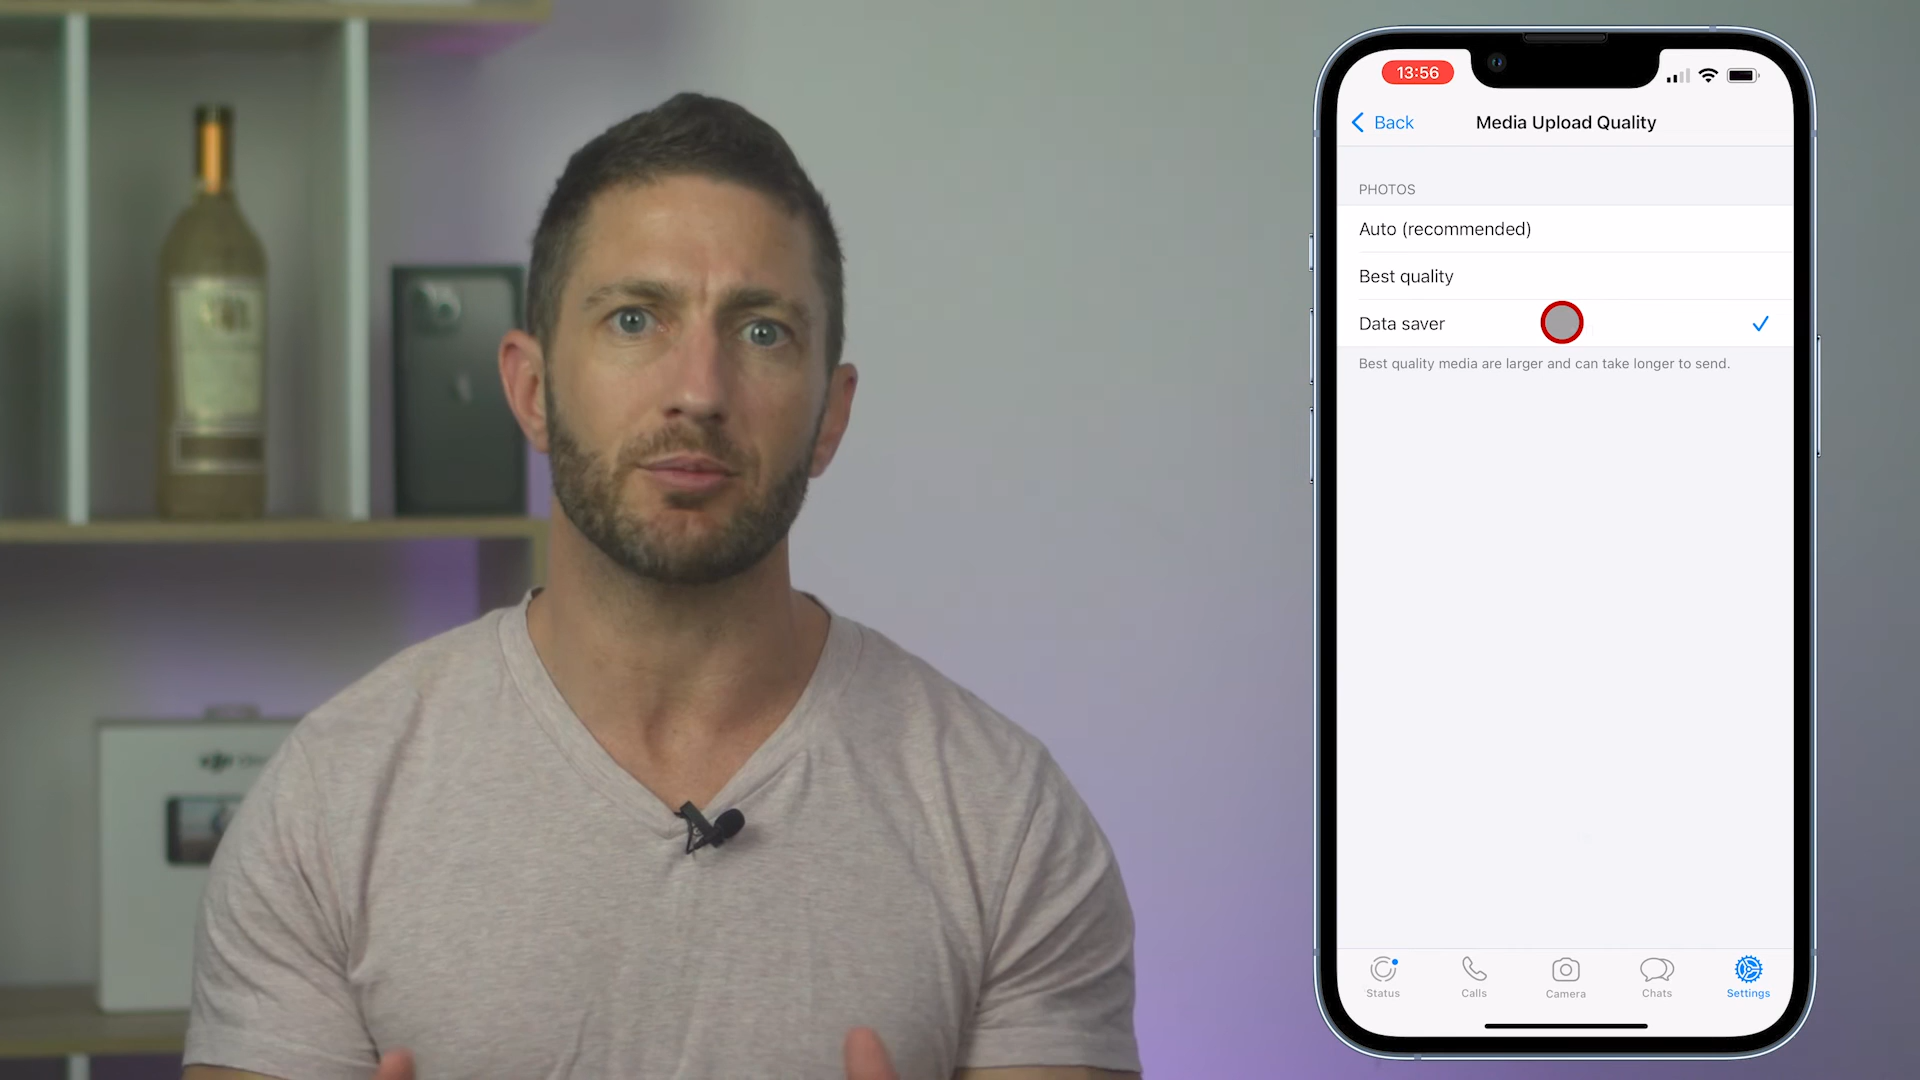 13:56
Back
Media Upload Quality
PHOTOS
Auto (recommended)
Best quality
Data saver
Best quality media are larger and can take longer to send.
Status
Calls
Camera
Chats
Settings
dji